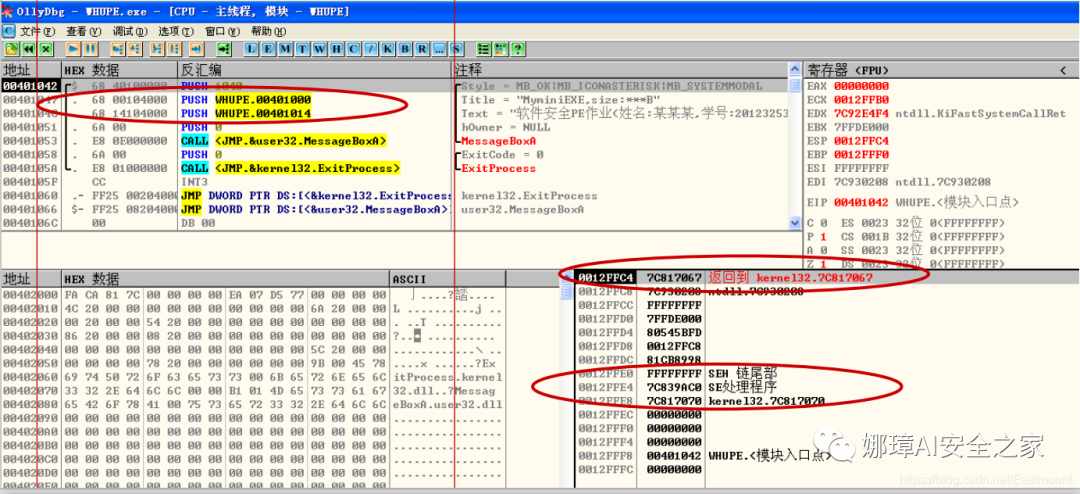 OllyDbg - WHUPE.exe - [CPU - 主线程, 模块 - WHUPE]
C 文件(F) 查看(V) 调试(D) 选项(T) 窗口(W) 帮助(H)
L E M T W H C / K B R ... S
地址 HEX 数据 反汇编 注释
00401042 $ 68 40100000 PUSH 1040 Style = MB_OK|MB_ICONASTERISK|MB_SYSTEMMODAL
. 68 00104000 PUSH WHUPE.00401000 Title = "MyminiEXE,size:***B"
. 68 14104000 PUSH WHUPE.00401014 Text = "软件安全PE作业<姓名:某某某,学号:20123253
00401051 . 6A 00 PUSH 0 hOwner = NULL
00401053 . E8 0E000000 CALL <JMP.&user32.MessageBoxA> MessageBoxA
00401058 . 6A 00 PUSH 0 ExitCode = 0
0040105A . E8 01000000 CALL <JMP.&kernel32.ExitProcess> ExitProcess
0040105F CC INT3
00401060 .- FF25 00204000 JMP DWORD PTR DS:[<&kernel32.ExitProcess kernel32.ExitProcess
00401066 $- FF25 08204000 JMP DWORD PTR DS:[<&user32.MessageBoxA>] user32.MessageBoxA
0040106C 00 DB 00
寄存器 (FPU) <
EAX 00000000
ECX 0012FFB0
EDX 7C92E4F4 ntdll.KiFastSystemCallRet
EBX 7FFDE000
ESP 0012FFC4
EBP 0012FFF0
ESI FFFFFFFF
EDI 7C930208 ntdll.7C930208
EIP 00401042 WHUPE.<模块入口点>
C 0 ES 0023 32位 0(FFFFFFFF)
P 1 CS 001B 32位 0(FFFFFFFF)
A 0 SS 0023 32位 0(FFFFFFFF)
Z 1 DS 0023 32位 0(FFFFFFFF)
地址 HEX 数据 ASCII
00402000 FA CA 81 7C 00 00 00 00 EA 07 D5 77 00 00 00 00
00402010 4C 20 00 00 00 00 00 00 00 00 00 00 6A 20 00 00 L ..........j ..
00402020 00 20 00 00 54 20 00 00 00 00 00 00 00 00 00 00
00402030 86 20 00 00 08 20 00 00 00 00 00 00 00 00 00 00
00402040 00 00 00 00 00 00 00 00 00 00 00 00 5C 20 00 00 ............\ ..
00402050 00 00 00 00 78 20 00 00 00 00 00 00 9B 00 45 78 ....x ......?Ex
00402060 69 74 50 72 6F 63 65 73 73 00 6B 65 72 6E 65 6C itProcess.kernel
00402070 33 32 2E 64 6C 6C 00 00 B1 01 4D 65 73 73 61 67 32.dll..?Messag
00402080 65 42 6F 78 41 00 75 73 65 72 33 32 2E 64 6C 6C eBoxA.user32.dll
00402090 00 00 00 00 00 00 00 00 00 00 00 00 00 00 00 00 ................
004020A0 00 00 00 00 00 00 00 00 00 00 00 00 00 00 00 00 ................
004020B0 00 00 00 00 00 00 00 00 00 00 00 00 00 00 00 00 ................
004020C0 00 00 00 00 00 00 00 00 00 00 00 00 00 00 00 00 ................
004020D0 00 00 00 00 00 00 00 00 00 00 00 00 00 00 00 00 ................
004020E0 00 00 00 00 00 00 00 00 00 00 00 00 00 00 00 00 ................
0012FFC4 7C817067 返回到 kernel32.7C817067
0012FFC8 7C930208 ntdll.7C930208
0012FFCC FFFFFFFF
0012FFD0 7FFDE000
0012FFD4 80545BFD
0012FFD8 0012FFC8
0012FFDC 81CB8998
0012FFE0 FFFFFFFF SEH 链尾部
0012FFE4 7C839AC0 SE处理程序
0012FFE8 7C817070 kernel32.7C817070
0012FFEC 00000000
0012FFF0 00000000
0012FFF4 00000000
0012FFF8 00401042 WHUPE.<模块入口点>
0012FFFC 00000000
娜璋AI安全之家
https://blog.csdn.net/Eastmount